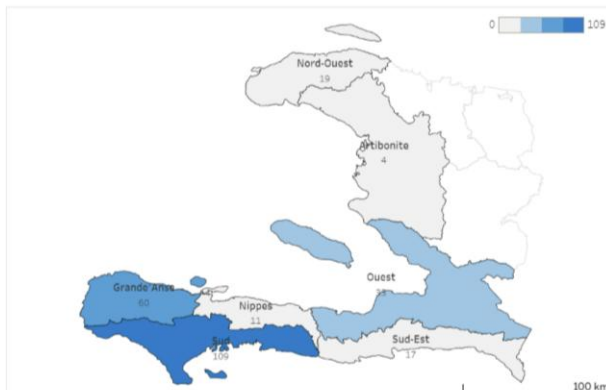 0 109
Nord-Ouest
19
Artibonite
4
Ouest
Grande'Anse
60
Nippes
11
Sud
109
Sud-Est
17
100 km